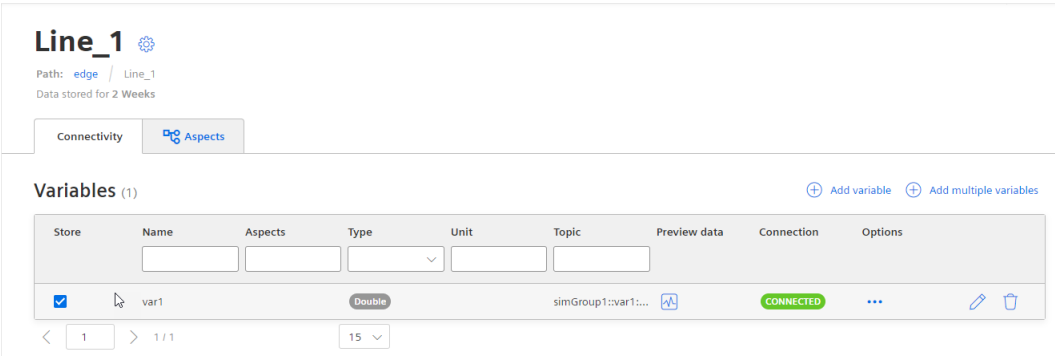 Line_1
Path: edge / Line_1
Data stored for 2 Weeks
Connectivity
Aspects
Variables (1)
Add variable
Add multiple variables
Store Name Aspects Type Unit Topic Preview data Connection Options
var1 Double simGroup1::var1:... CONNECTED
1 1 / 1 15